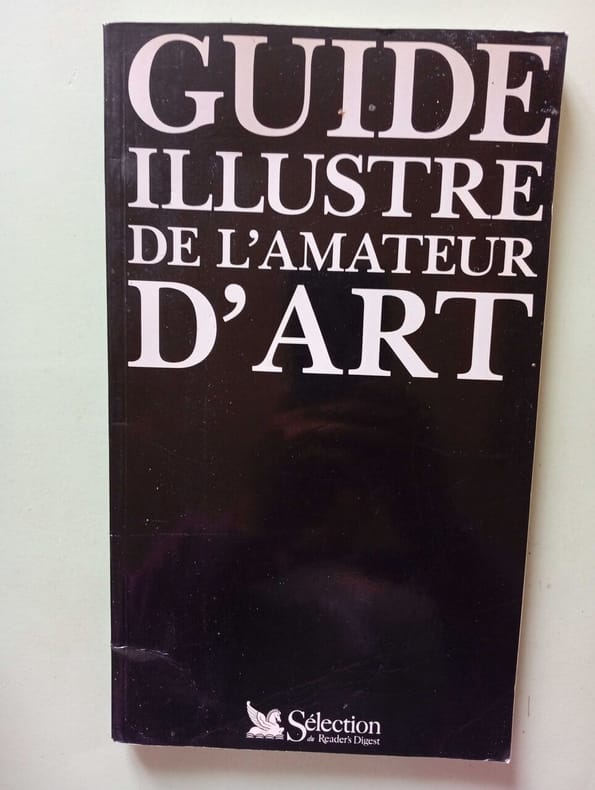 GUIDE
ILLUSTRE
DE L'AMATEUR
D'ART
Sélection
du Reader's Digest